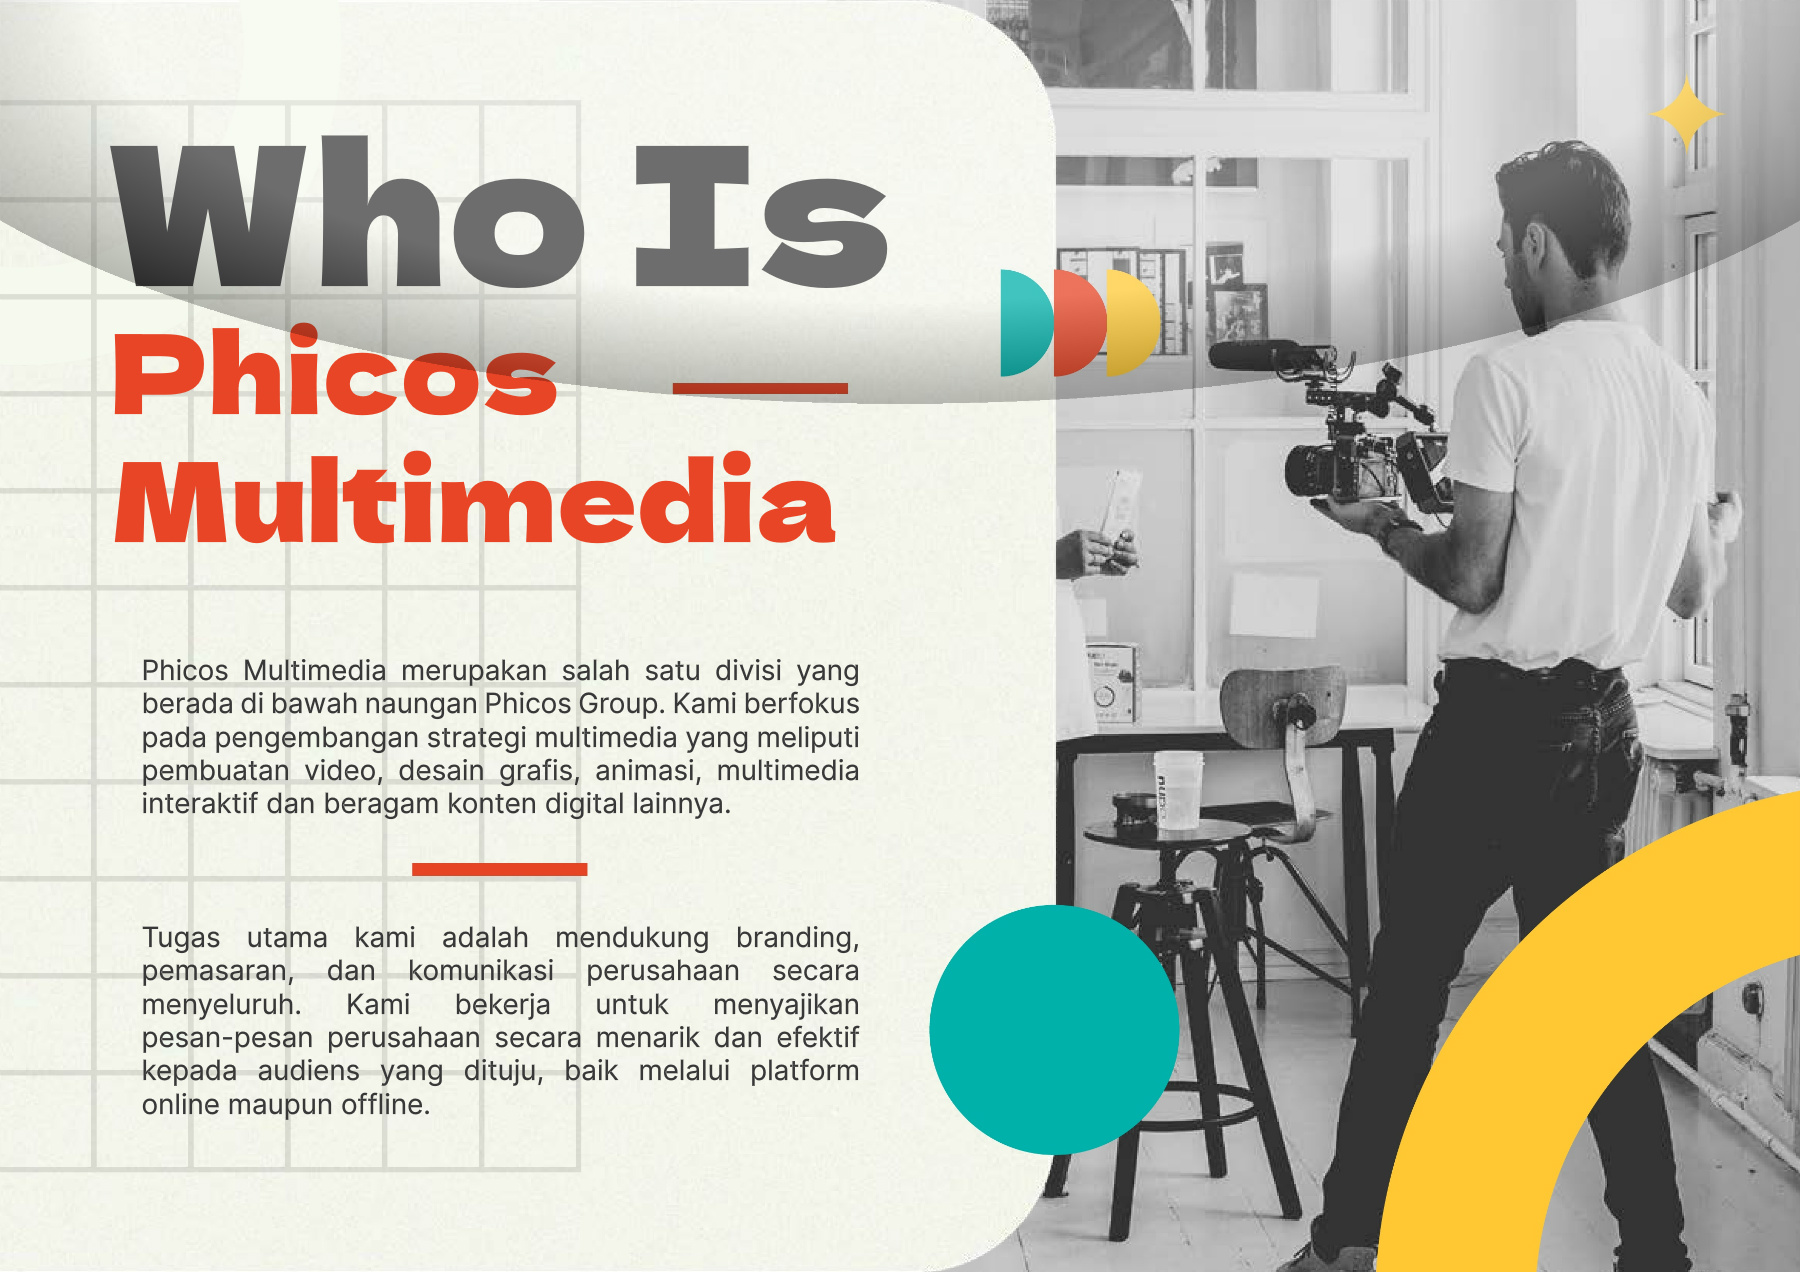 Who Is
Phicos
Multimedia
Phicos Multimedia merupakan salah satu divisi yang
berada di bawah naungan Phicos Group. Kami berfokus
pada pengembangan strategi multimedia yang meliputi
pembuatan video, desain grafis, animasi, multimedia
interaktif dan beragam konten digital lainnya.
Tugas utama kami adalah mendukung branding,
pemasaran, dan komunikasi perusahaan secara
menyeluruh. Kami bekerja untuk menyajikan
pesan-pesan perusahaan secara menarik dan efektif
kepada audiens yang dituju, baik melalui platform
online maupun offline.